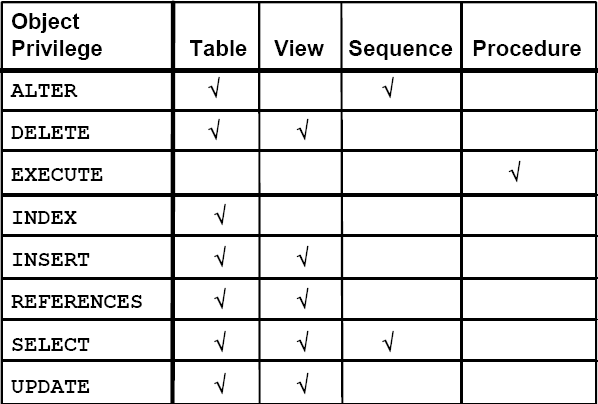 Object
Privilege Table View Sequence Procedure
ALTER √ √
DELETE √ √
EXECUTE √
INDEX √
INSERT √ √
REFERENCES √ √
SELECT √ √ √
UPDATE √ √